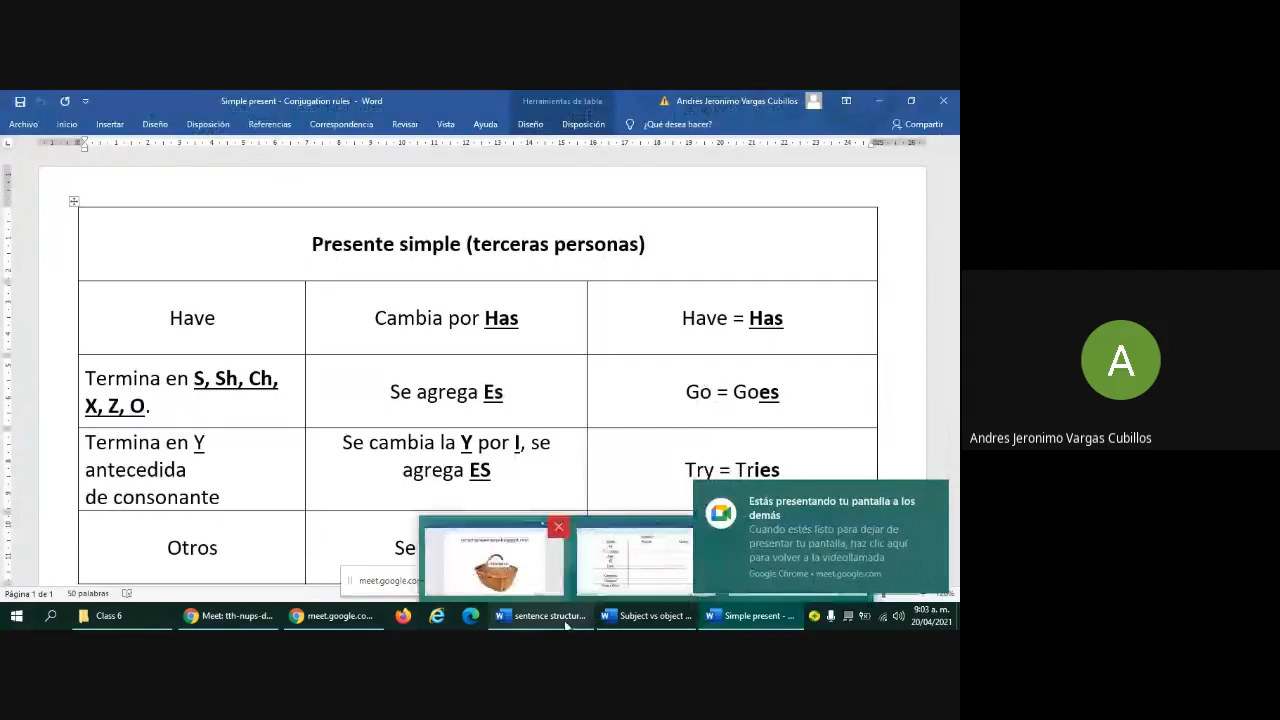 Simple present - Conjugation rules - Word
Herramientas de tabla
Andres Jeronimo Vargas Cubillos
Archivo Inicio Insertar Diseño Disposición Referencias Correspondencia Revisar Vista Ayuda Diseño Disposición ¿Qué desea hacer? Compartir
Presente simple (terceras personas)
Have
Cambia por Has
Have = Has
Termina en S, Sh, Ch,
X, Z, O.
Se agrega Es
Go = Goes
Termina en Y
antecedida
de consonante
Se cambia la Y por I, se
agrega ES
Try = Tries
Otros
Se
Estás presentando tu pantalla a los
demás
Cuando estés listo para dejar de
presentar tu pantalla, haz clic aquí
para volver a la videollamada
Google Chrome • meet.google.com
meet.google.co
Página 1 de 1 50 palabras
Class 6
Meet: tth-nups-d...
meet.google.co...
sentence structur...
Subject vs object ...
Simple present - ...
9:03 a. m.
20/04/2021
A
Andres Jeronimo Vargas Cubillos